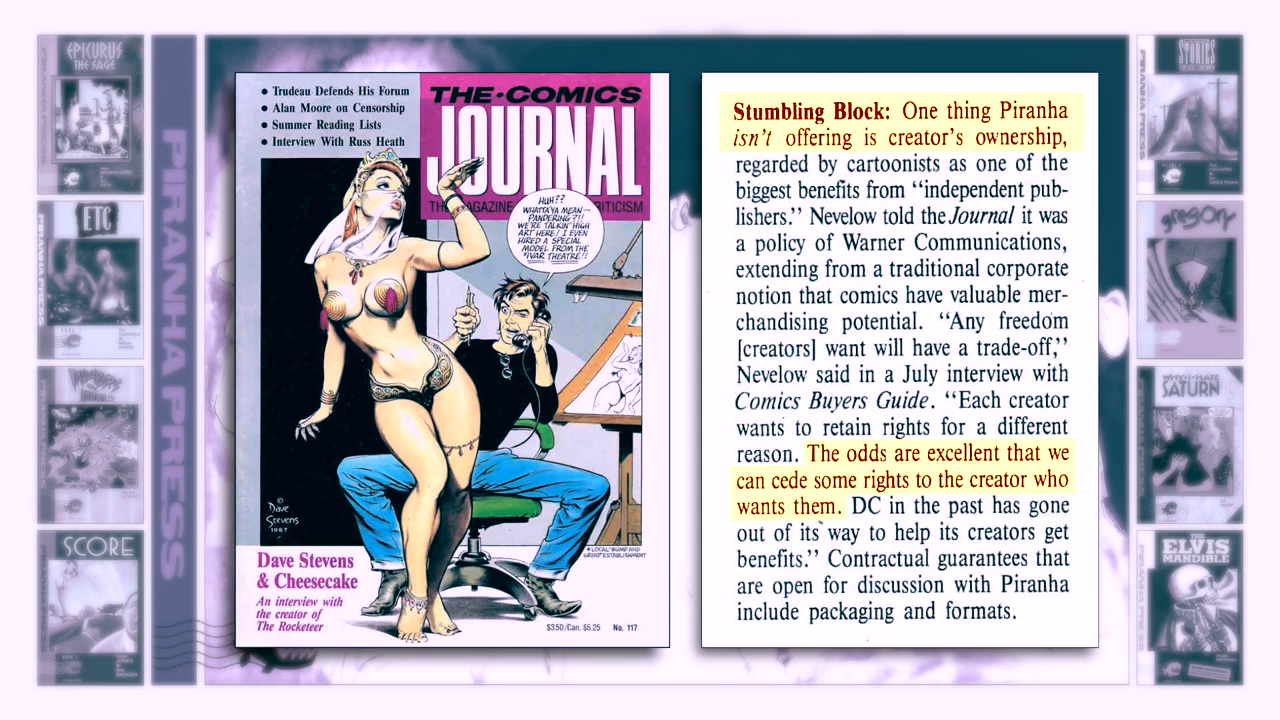 EPICURUS
THE SAGE
ETC
SCORE
PIRANHA PRESS
• Trudeau Defends His Forum
• Alan Moore on Censorship
• Summer Reading Lists
• Interview With Russ Heath
THE•COMICS
JOURNAL
THE MAGAZINE CRITICISM
HUH??
WHATTAYA MEAN—
PANDERING?!!
WE'RE TALKIN' HIGH
ART HERE! I EVEN
HIRED A SPECIAL
MODEL FROM THE
*IVAR THEATRE!!
©
Dave
Stevens
1987
* LOCAL 'BUMP AND
GRIND' ESTABLISHMENT
Dave Stevens
& Cheesecake
An interview with
the creator of
The Rocketeer
$3.50/Can. $5.25 No. 117
Stumbling Block: One thing Piranha
isn't offering is creator's ownership,
regarded by cartoonists as one of the
biggest benefits from “independent pub-
lishers.” Nevelow told the Journal it was
a policy of Warner Communications,
extending from a traditional corporate
notion that comics have valuable mer-
chandising potential. “Any freedom
[creators] want will have a trade-off,”
Nevelow said in a July interview with
Comics Buyers Guide. “Each creator
wants to retain rights for a different
reason. The odds are excellent that we
can cede some rights to the creator who
wants them. DC in the past has gone
out of its way to help its creators get
benefits.” Contractual guarantees that
are open for discussion with Piranha
include packaging and formats.
STORIES
gregory
WHY I HATE
SATURN
THE
ELVIS
MANDIBLE